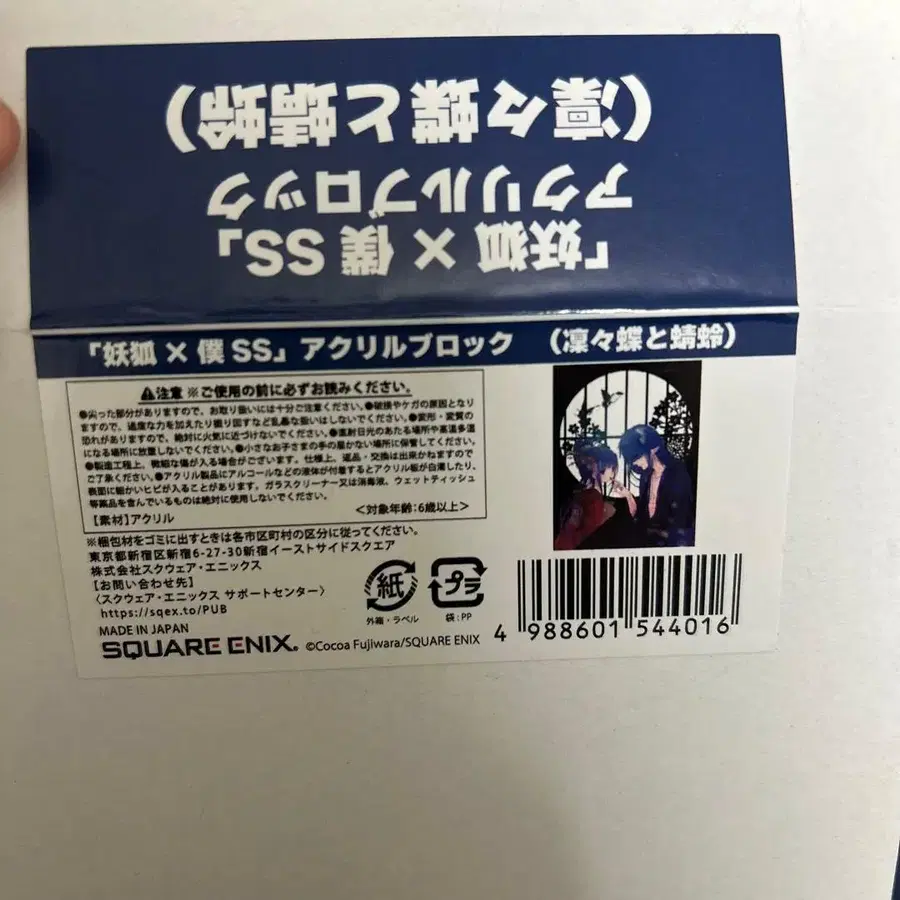 「妖狐 × 僕 SS」
アクリルブロック
（凜々蝶と蜻蛉）
「妖狐 × 僕 SS」アクリルブロック （凜々蝶と蜻蛉）
⚠注意 ※ご使用の前に必ずお読みください。
●尖った部分がありますので、お取り扱いには十分ご注意ください。●破損やケガの原因となり
ますので、過度な力を加えたり振り回すなど乱暴な扱いはしないでください。●変形・変質の
恐れがありますので、絶対に火気に近づけないでください。●直射日光のあたる場所や高温多湿
になる場所に放置しないでください。●小さなお子さまの手の届かない場所に保管してください。
●製造工程上、微細な傷が入る場合がございます。仕様上、返品・交換は出来かねますので
ご了承ください。●アクリル製品にアルコールなどの液体が付着するとアクリル板が白濁したり、
表面に細かいヒビが入ることがあります。ガラスクリーナー又は消毒液、ウェットティッシュ
等薬品を含んでいるものは絶対に使用しないでください。
【素材】アクリル
＜対象年齢:6歳以上＞
※梱包材をゴミに出すときは各市区町村の区分に従ってください。
東京都新宿区新宿6-27-30新宿イーストサイドスクエア
株式会社スクウェア・エニックス
【お問い合わせ先】
〈スクウェア・エニックス サポートセンター〉
https://sqex.to/PUB
MADE IN JAPAN
SQUARE ENIX. ©Cocoa Fujiwara/SQUARE ENIX
紙
外箱・ラベル
プラ
袋:PP
4 988601 544016